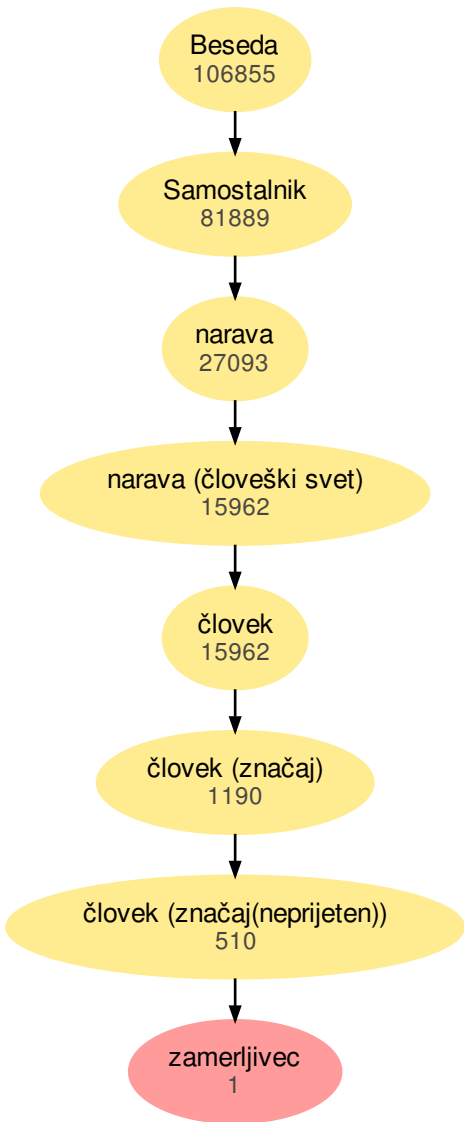 Beseda
106855
Samostalnik
81889
narava
27093
narava (človeški svet)
15962
človek
15962
človek (značaj)
1190
človek (značaj(neprijeten))
510
zamerljivec
1